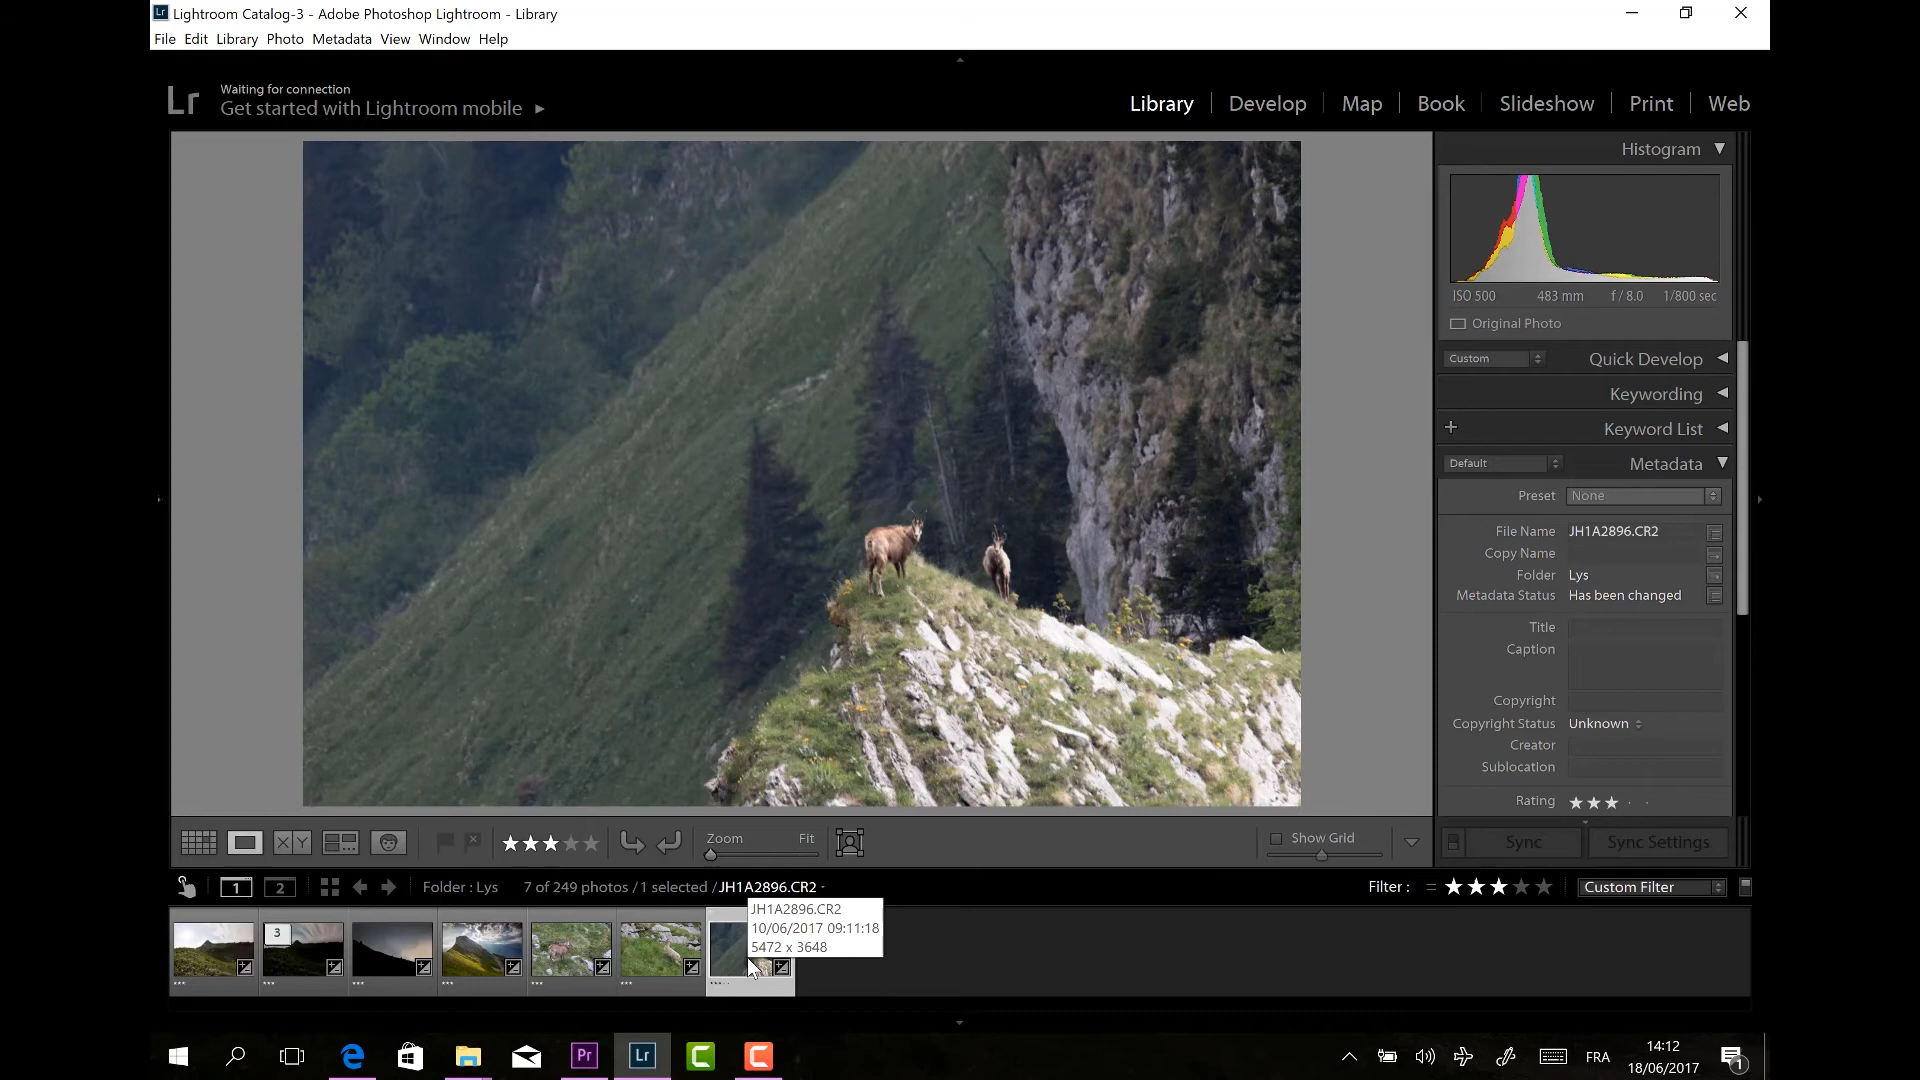 Lr Lightroom Catalog-3 - Adobe Photoshop Lightroom - Library
File Edit Library Photo Metadata View Window Help
Lr Waiting for connection
Get started with Lightroom mobile
Library Develop Map Book Slideshow Print Web
Histogram
ISO 500 483 mm f / 8.0 1/800 sec
Original Photo
Custom Quick Develop
Keywording
+ Keyword List
Default Metadata
Preset None
File Name JH1A2896.CR2
Copy Name
Folder Lys
Metadata Status Has been changed
Title
Caption
Copyright
Copyright Status Unknown
Creator
Sublocation
Rating
X Y Zoom Fit Show Grid Sync Sync Settings
1 2 Folder : Lys 7 of 249 photos / 1 selected / JH1A2896.CR2 Filter : Custom Filter
3
JH1A2896.CR2
10/06/2017 09:11:18
5472 x 3648
Pr Lr FRA 14:12
18/06/2017 1